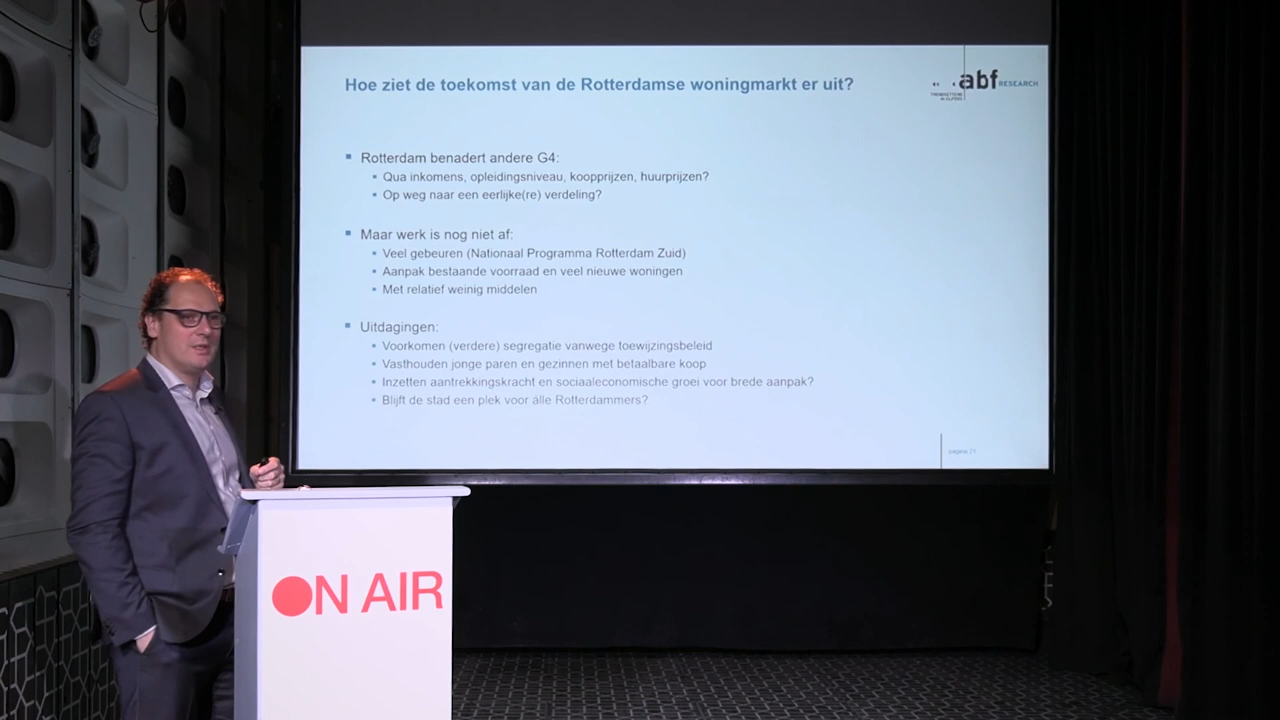 Hoe ziet de toekomst van de Rotterdamse woningmarkt er uit?
abf RESEARCH
Rotterdam benadert andere G4:
Qua inkomens, opleidingsniveau, koopprijzen, huurprijzen?
Op weg naar een eerlijke(re) verdeling?
Maar werk is nog niet af:
Veel gebeuren (Nationaal Programma Rotterdam Zuid)
Aanpak bestaande voorraad en veel nieuwe woningen
Met relatief weinig middelen
Uitdagingen:
Voorkomen (verdere) segregatie vanwege toewijzingsbeleid
Vasthouden jonge paren en gezinnen met betaalbare koop
Inzetten aantrekkingskracht en sociaaleconomische groei voor brede aanpak?
Blijft de stad een plek voor álle Rotterdammers?
pagina 21
ON AIR